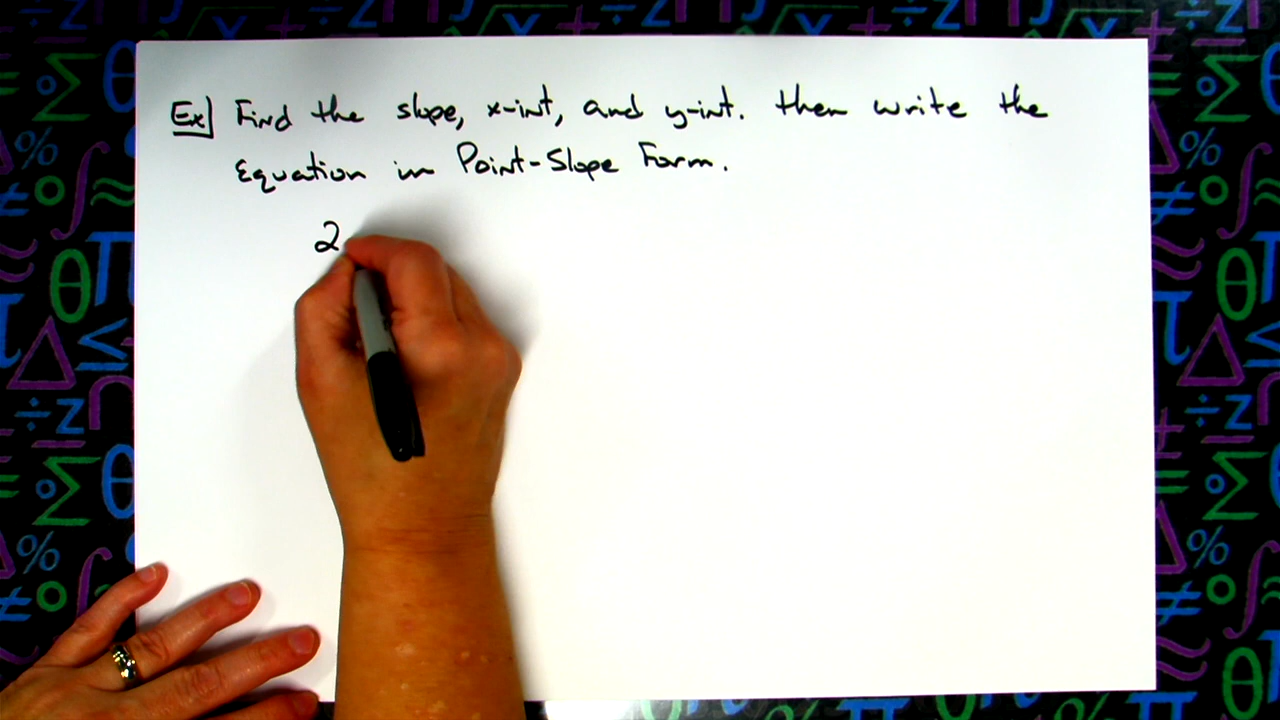 Ex] Find the slope, x-int, and y-int. then write the
Equation in Point-Slope Form.
2